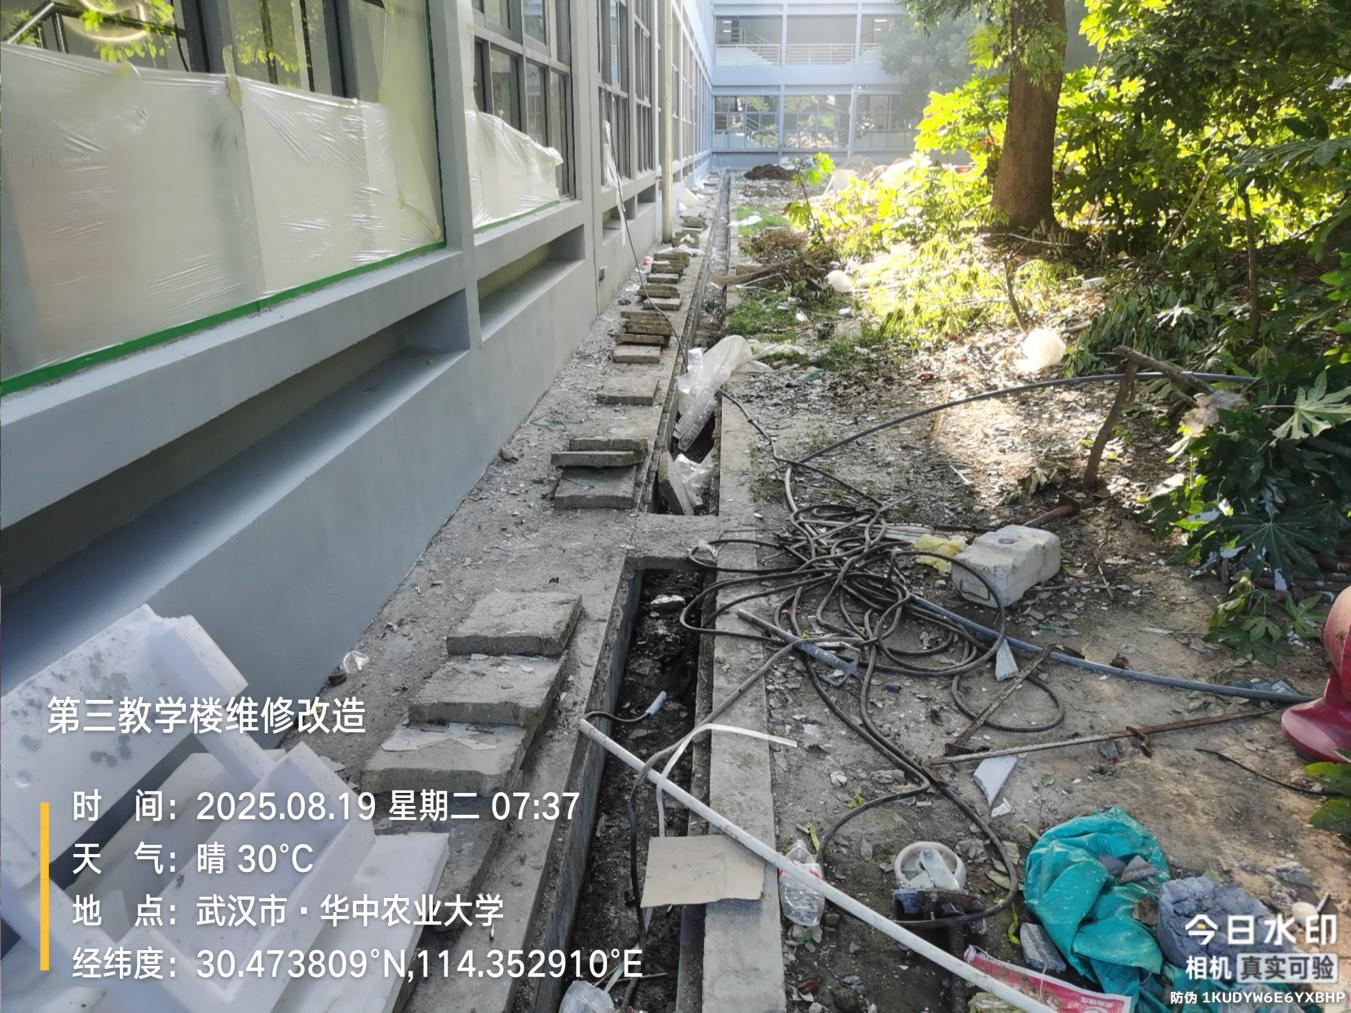 第三教学楼维修改造
时 间：2025.08.19 星期二 07:37
天 气：晴 30℃
地 点：武汉市·华中农业大学
经纬度：30.473809°N,114.352910°E
今日水印
相机 真实可验
防伪 1KUDYW6E6YXBHP